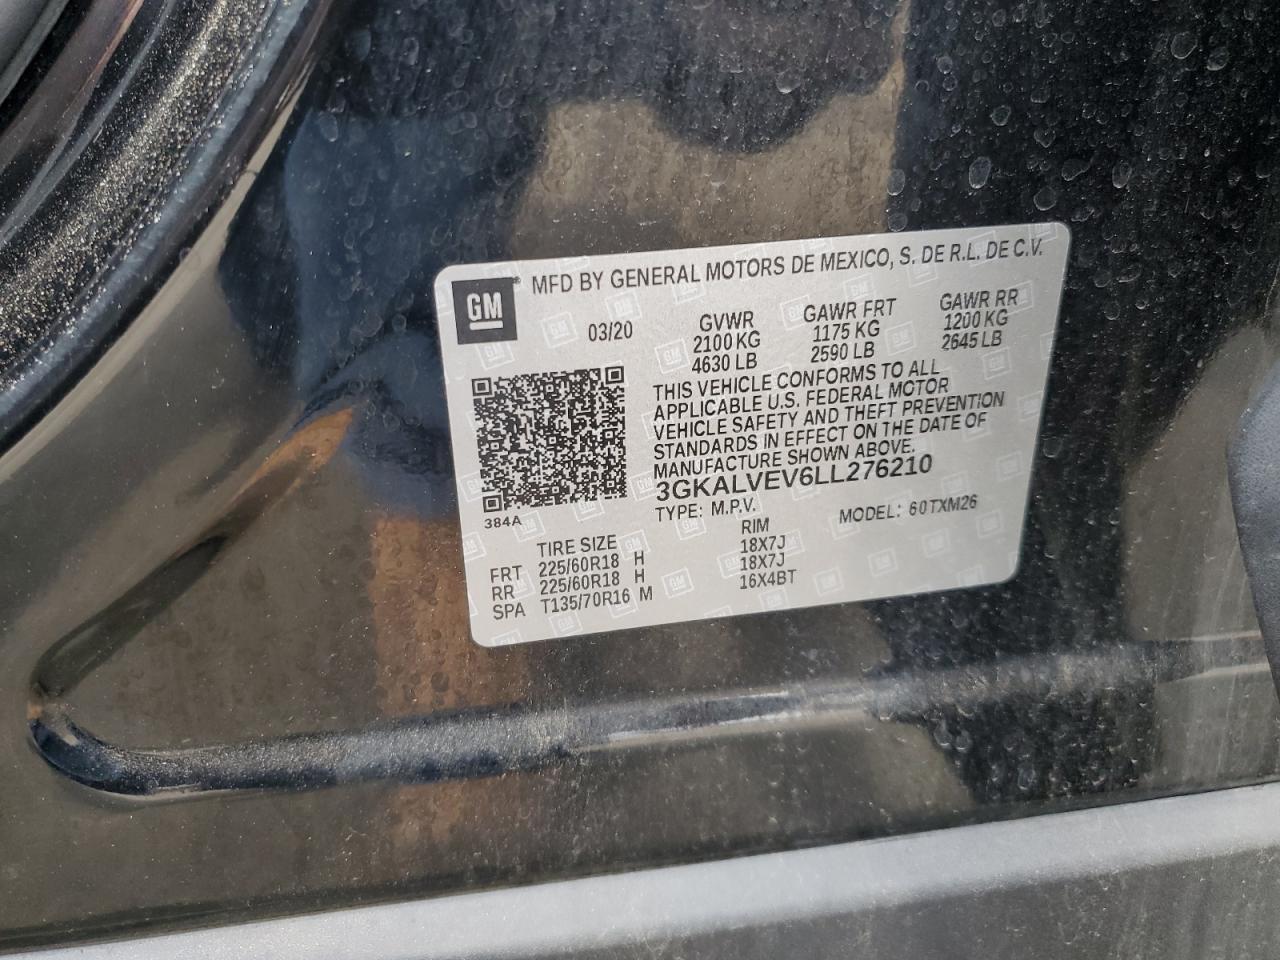 GM® MFD BY GENERAL MOTORS DE MEXICO, S. DE R.L. DE C.V.
03/20
GVWR
2100 KG
4630 LB
GAWR FRT
1175 KG
2590 LB
GAWR RR
1200 KG
2645 LB
THIS VEHICLE CONFORMS TO ALL
APPLICABLE U.S. FEDERAL MOTOR
VEHICLE SAFETY AND THEFT PREVENTION
STANDARDS IN EFFECT ON THE DATE OF
MANUFACTURE SHOWN ABOVE.
3GKALVEV6LL276210
TYPE: M.P.V. MODEL: 60TXM26
384A
TIRE SIZE RIM
FRT 225/60R18 H 18X7J
RR 225/60R18 H 18X7J
SPA T135/70R16 M 16X4BT